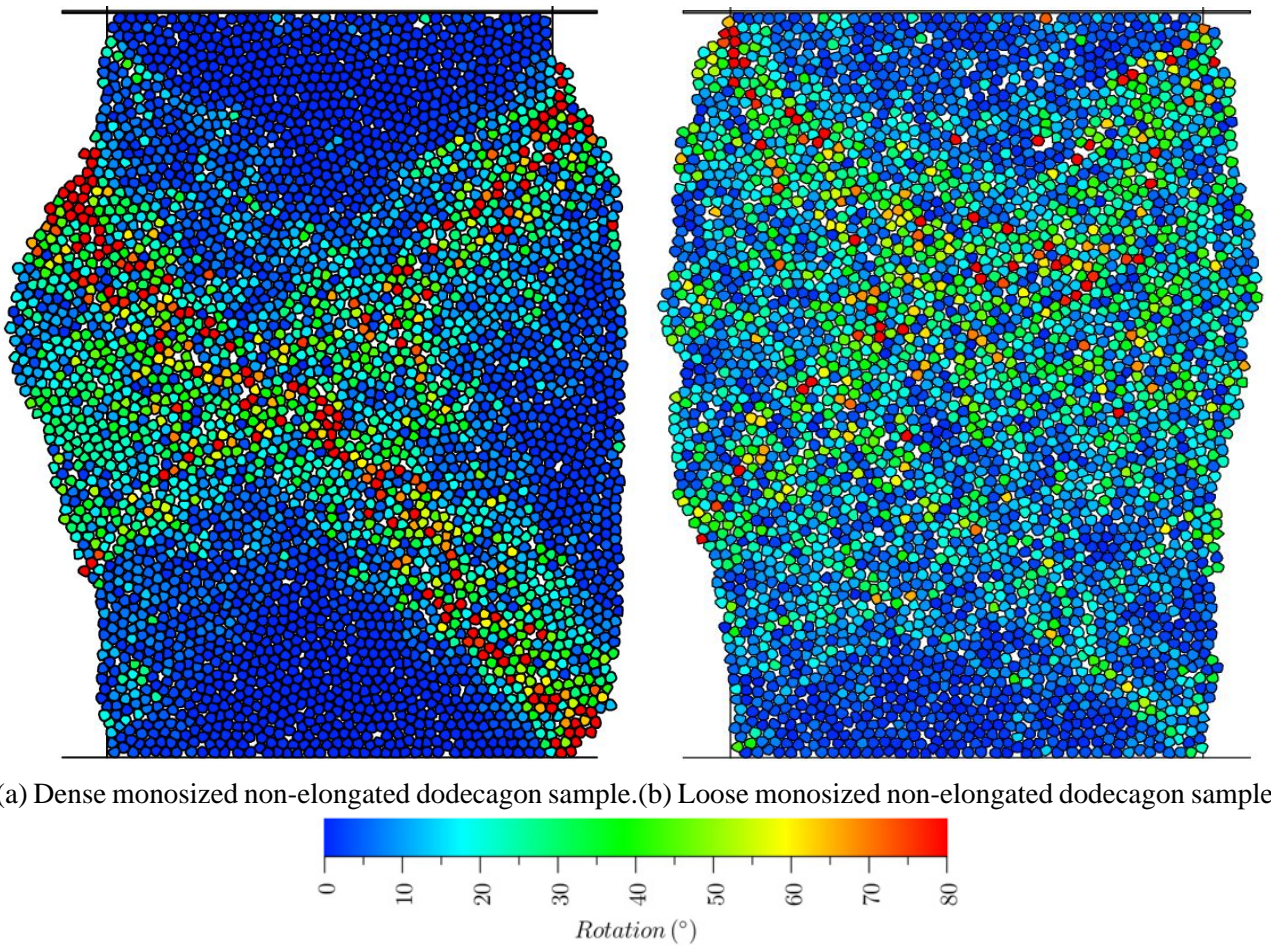 (a) Dense monosized non-elongated dodecagon sample.(b) Loose monosized non-elongated dodecagon sample
0 10 20 30 40 50 60 70 80
Rotation (°)